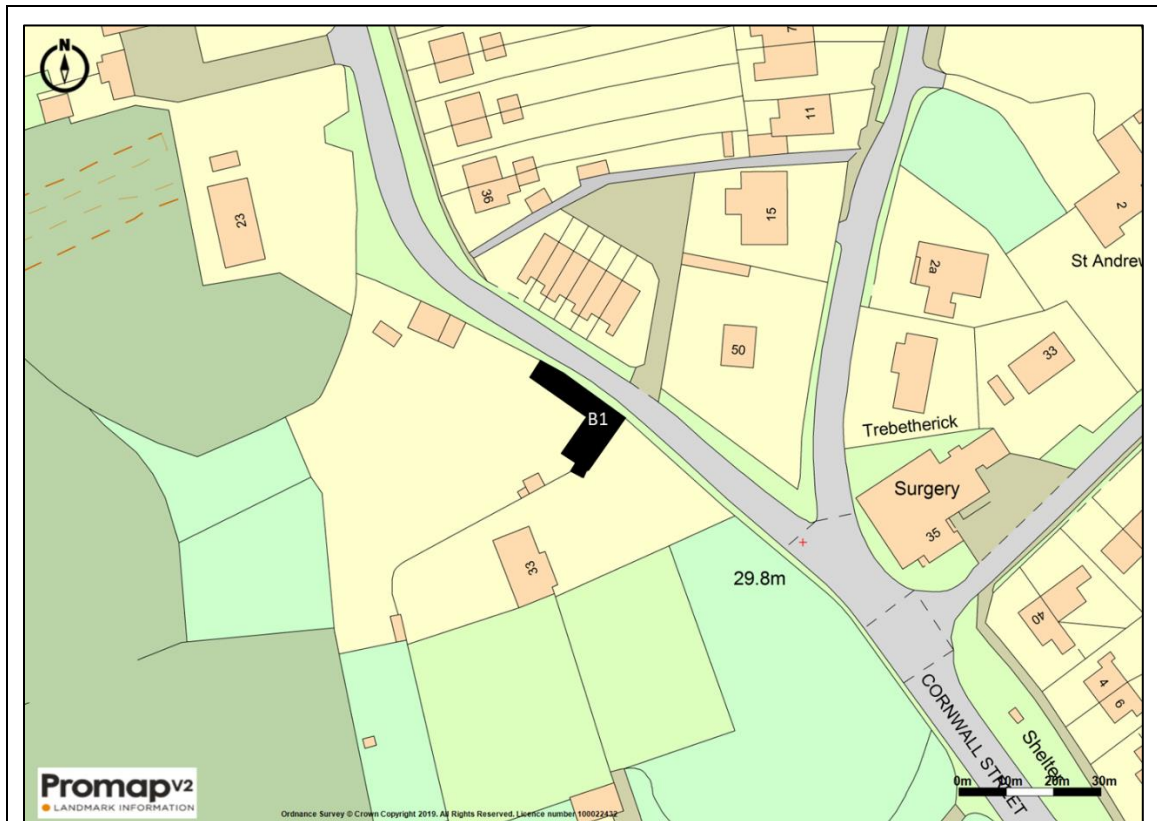 N
7
11
36
15
23
2
St Andrew
2a
50
33
B1
Trebetherick
Surgery
35
33
29.8m
40
4
6
CORNWALL STREET
Shelter
0m 10m 20m 30m
PromapV2
LANDMARK INFORMATION
Ordnance Survey © Crown Copyright 2019. All Rights Reserved. Licence number 100022432